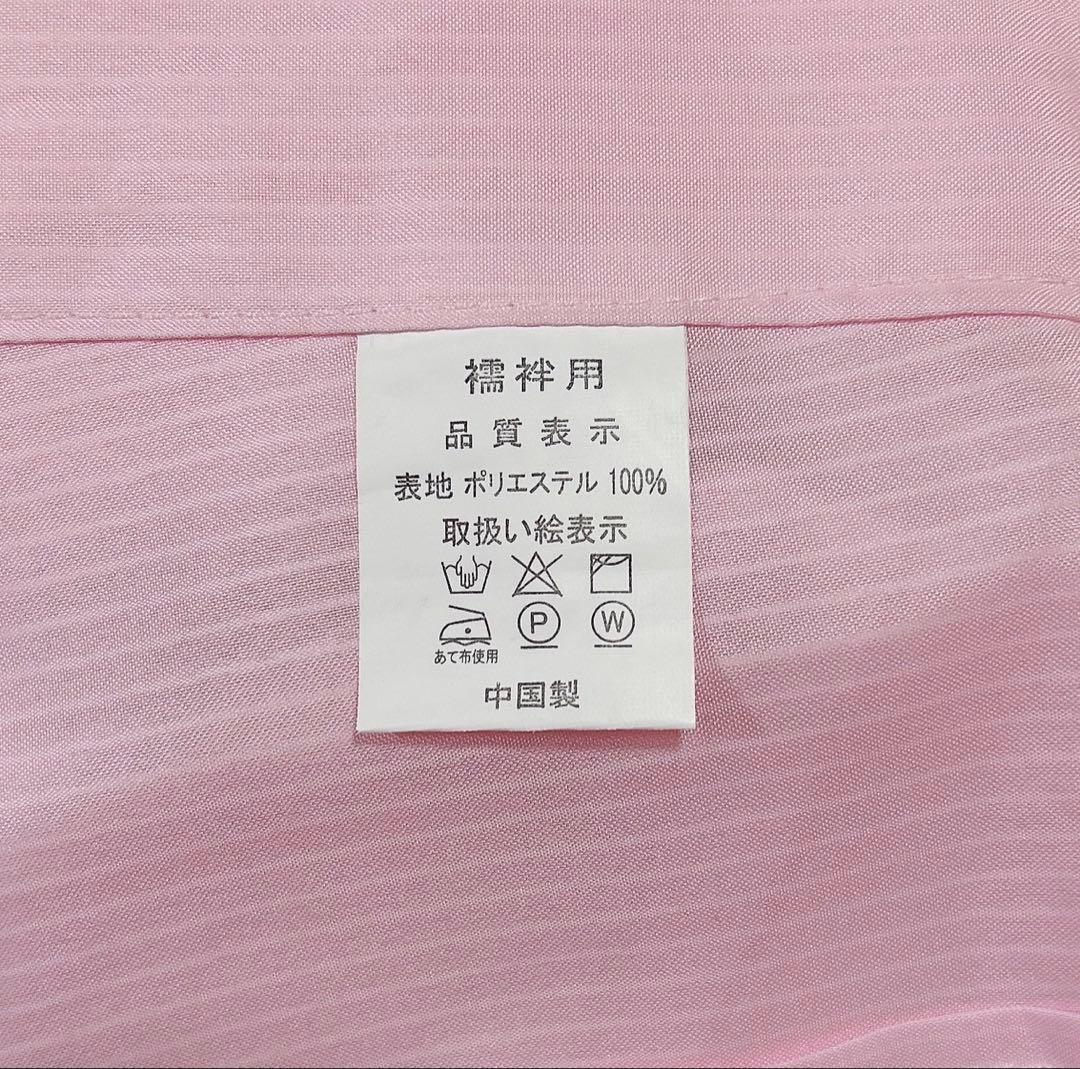 襦袢用
品質表示
表地 ポリエステル 100%
取扱い絵表示
P W
あて布使用
中国製